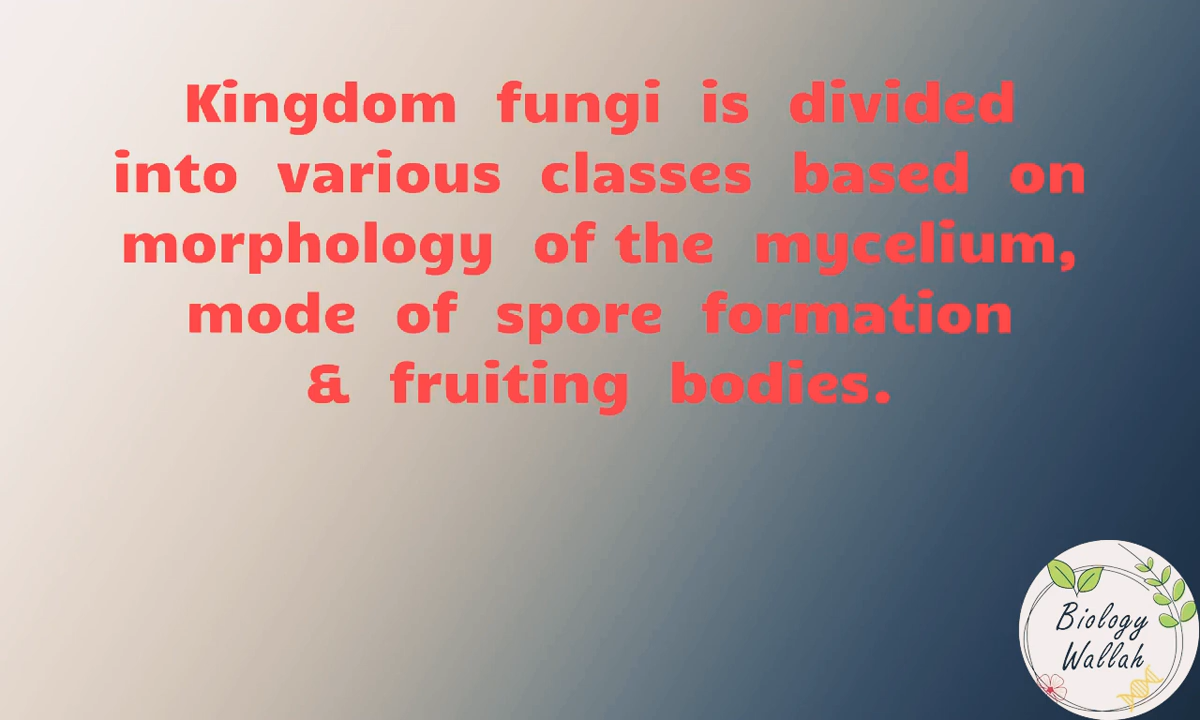 Kingdom fungi is divided
into various classes based on
morphology of the mycelium,
mode of spore formation
& fruiting bodies.
Biology
Wallah